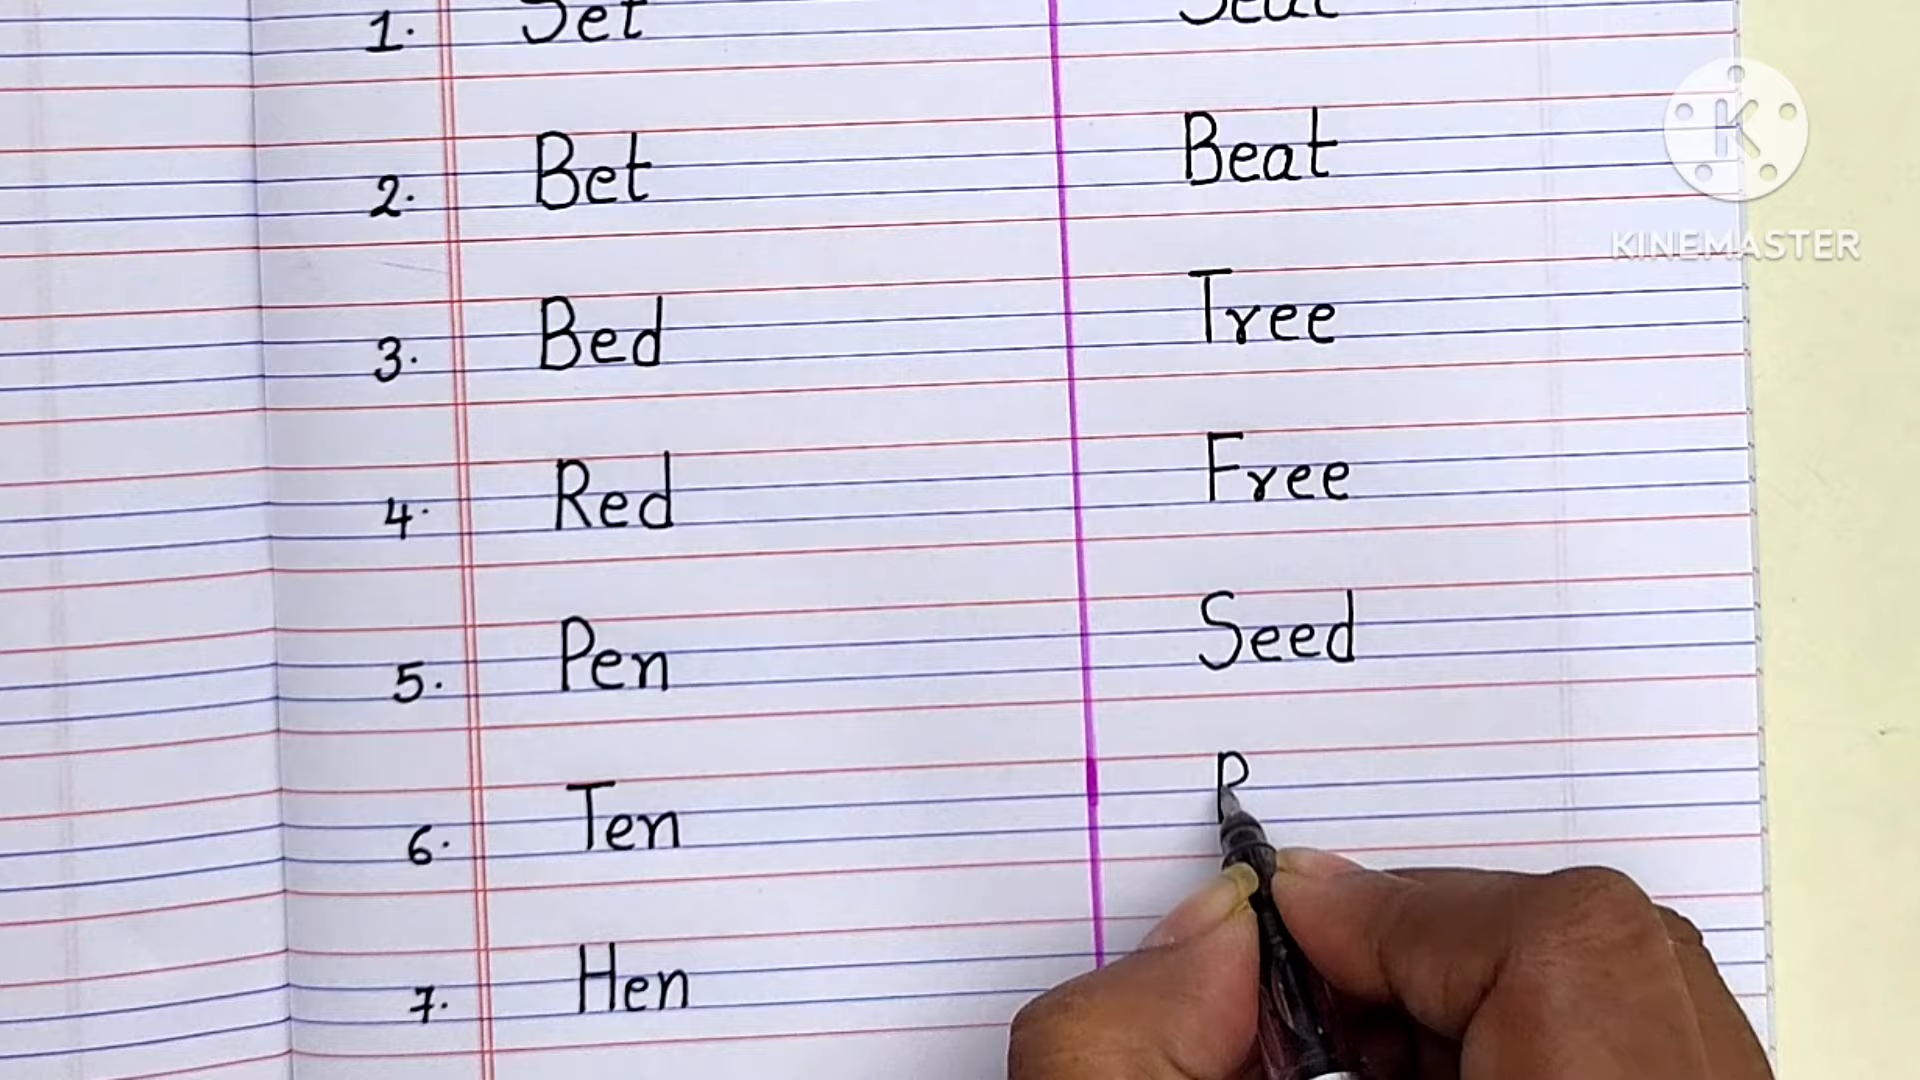 1. Set Seat
2. Bet Beat
3. Bed Tree
4. Red Free
5. Pen Seed
6. Ten
7. Hen
K
KINEMASTER